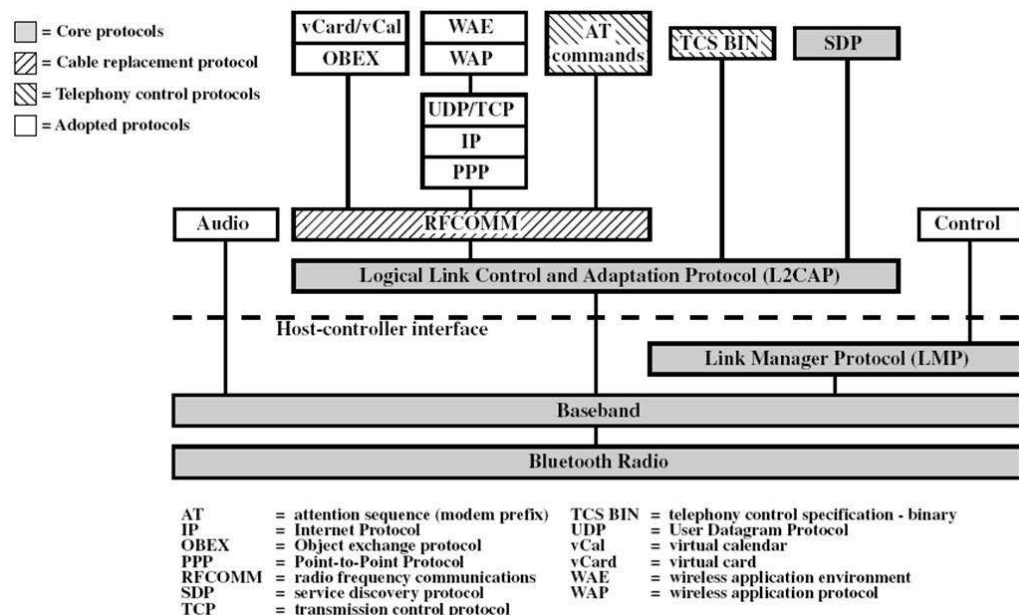 = Core protocols
= Cable replacement protocol
= Telephony control protocols
= Adopted protocols
vCard/vCal
OBEX
WAE
WAP
UDP/TCP
IP
PPP
AT
commands
TCS BIN
SDP
Audio
RFCOMM
Control
Logical Link Control and Adaptation Protocol (L2CAP)
Host-controller interface
Link Manager Protocol (LMP)
Baseband
Bluetooth Radio
AT = attention sequence (modem prefix)
IP = Internet Protocol
OBEX = Object exchange protocol
PPP = Point-to-Point Protocol
RFCOMM = radio frequency communications
SDP = service discovery protocol
TCP = transmission control protocol
TCS BIN = telephony control specification - binary
UDP = User Datagram Protocol
vCal = virtual calendar
vCard = virtual card
WAE = wireless application environment
WAP = wireless application protocol